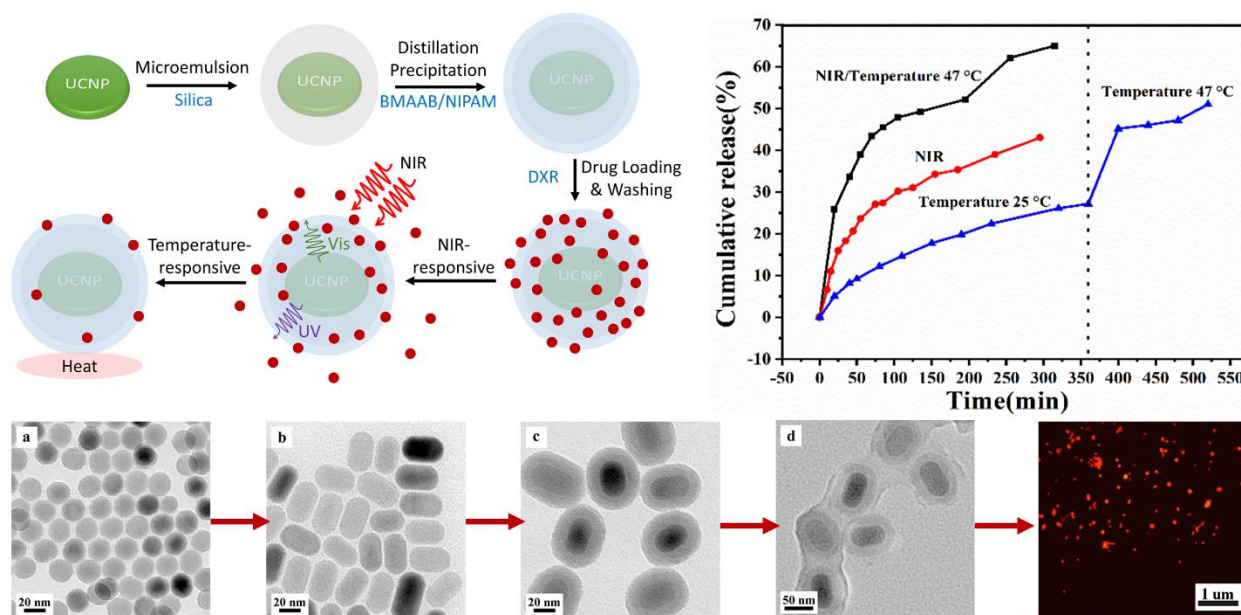 UCNP
Microemulsion
Silica
UCNP
Distillation
Precipitation
BMAAB/NIPAM
UCNP
DXR
Drug Loading
& Washing
UCNP
NIR-
responsive
NIR
Vis
UCNP
UV
Temperature-
responsive
UCNP
Heat
Cumulative release(%)
70
60
50
40
30
20
10
0
-10
NIR/Temperature 47 °C
NIR
Temperature 25 °C
Temperature 47 °C
-50 0 50 100 150 200 250 300 350 400 450 500 550
Time(min)
a
20 nm
b
20 nm
c
20 nm
d
50 nm
1 um